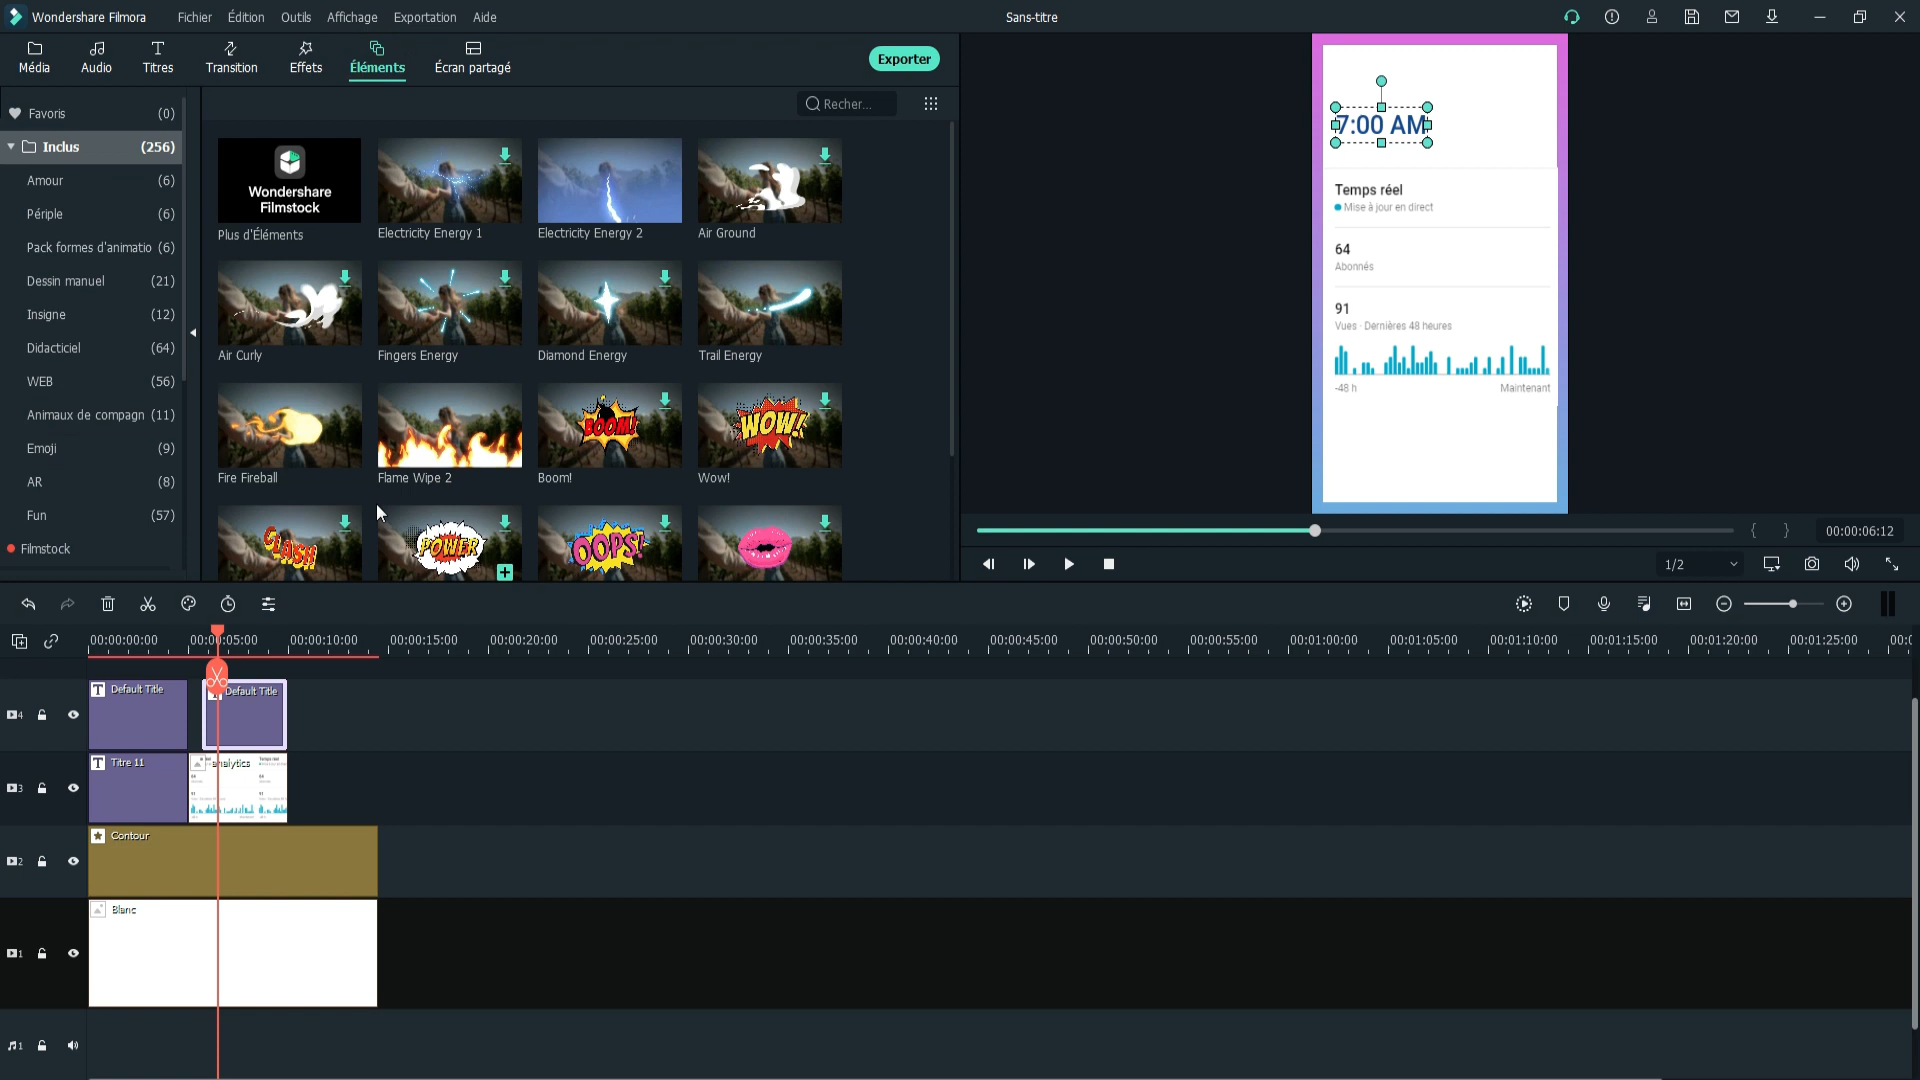 Wondershare Filmora
Fichier Édition Outils Affichage Exportation Aide
Sans-titre
Média Audio Titres Transition Effets Éléments Écran partagé
Exporter
Recher...
Favoris (0)
Inclus (256)
Amour (6)
Périple (6)
Pack formes d'animatio (6)
Dessin manuel (21)
Insigne (12)
Didacticiel (64)
WEB (56)
Animaux de compagn (11)
Emoji (9)
AR (8)
Fun (57)
Filmstock
Wondershare
Filmstock
Plus d'Éléments
Electricity Energy 1
Electricity Energy 2
Air Ground
Air Curly
Fingers Energy
Diamond Energy
Trail Energy
BOOM!
WOW!
Fire Fireball
Flame Wipe 2
Boom!
Wow!
CLASH
POWER
OOPS!
7:00 AM
Temps réel
Mise à jour en direct
64
Abonnés
91
Vues · Dernières 48 heures
-48 h Maintenant
{ } 00:00:06:12
1/2
00:00:00:00 00:00:05:00 00:00:10:00 00:00:15:00 00:00:20:00 00:00:25:00 00:00:30:00 00:00:35:00 00:00:40:00 00:00:45:00 00:00:50:00 00:00:55:00 00:01:00:00 00:01:05:00 00:01:10:00 00:01:15:00 00:01:20:00 00:01:25:00 00:0
4 T Default Title Default Title
3 T Titre 11 analytics
2 Contour
1 Blanc
1